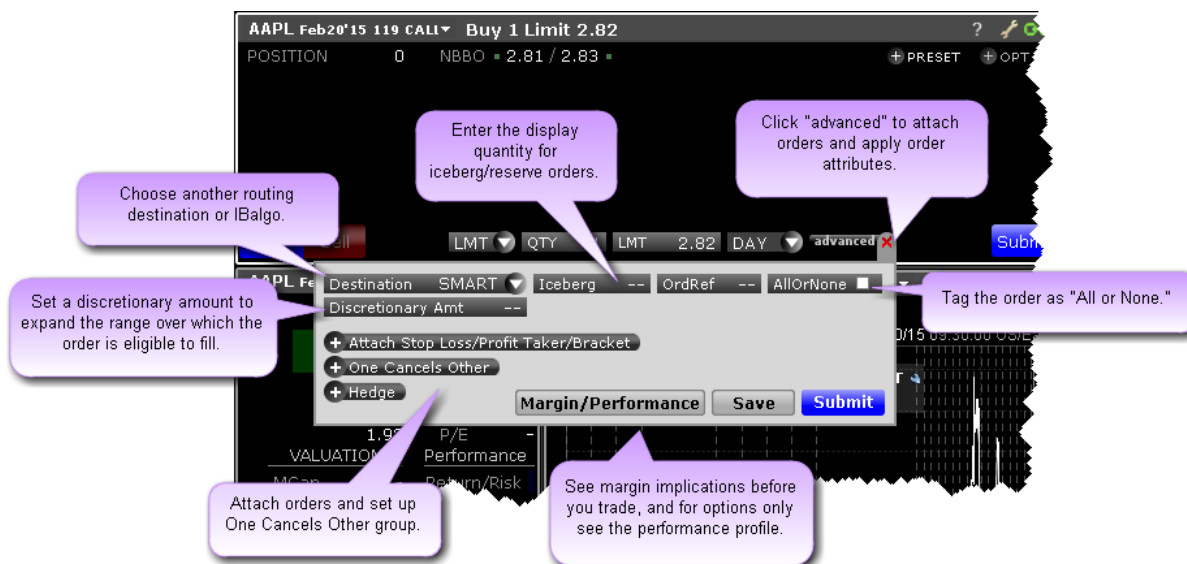 AAPL Feb20'15 119 CALL Buy 1 Limit 2.82 ?
POSITION 0 NBBO 2.81 / 2.83 + PRESET + OPT
Enter the display
quantity for
iceberg/reserve orders.
Click "advanced" to attach
orders and apply order
attributes.
Choose another routing
destination or IBalgo.
LMT QTY LMT 2.82 DAY advanced x
Destination SMART Iceberg -- OrdRef -- AllOrNone
Discretionary Amt --
Set a discretionary amount to
expand the range over which the
order is eligible to fill.
Tag the order as "All or None."
+ Attach Stop Loss/Profit Taker/Bracket
+ One Cancels Other
+ Hedge
Margin/Performance Save Submit
P/E -
Performance
Return/Risk
Attach orders and set up
One Cancels Other group.
See margin implications before
you trade, and for options only
see the performance profile.